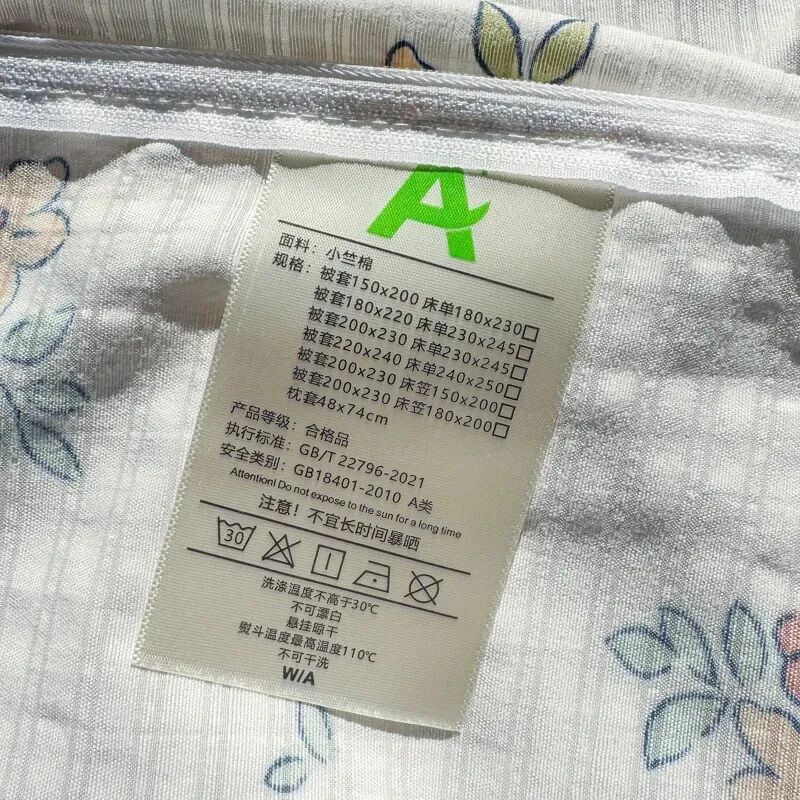 A
面料：小竺棉
规格：被套150x200 床单180x230□
被套180x220 床单230x245□
被套200x230 床单230x245□
被套220x240 床单240x250□
被套200x230 床笠150x200□
被套200x230 床笠180x200□
枕套48x74cm
产品等级：合格品
执行标准：GB/T 22796-2021
安全类别：GB18401-2010 A类
Attention! Do not expose to the sun for a long time
注意！不宜长时间暴晒
30
洗涤温度不高于30℃
不可漂白
悬挂晾干
熨斗温度最高温度110℃
不可干洗
W/A